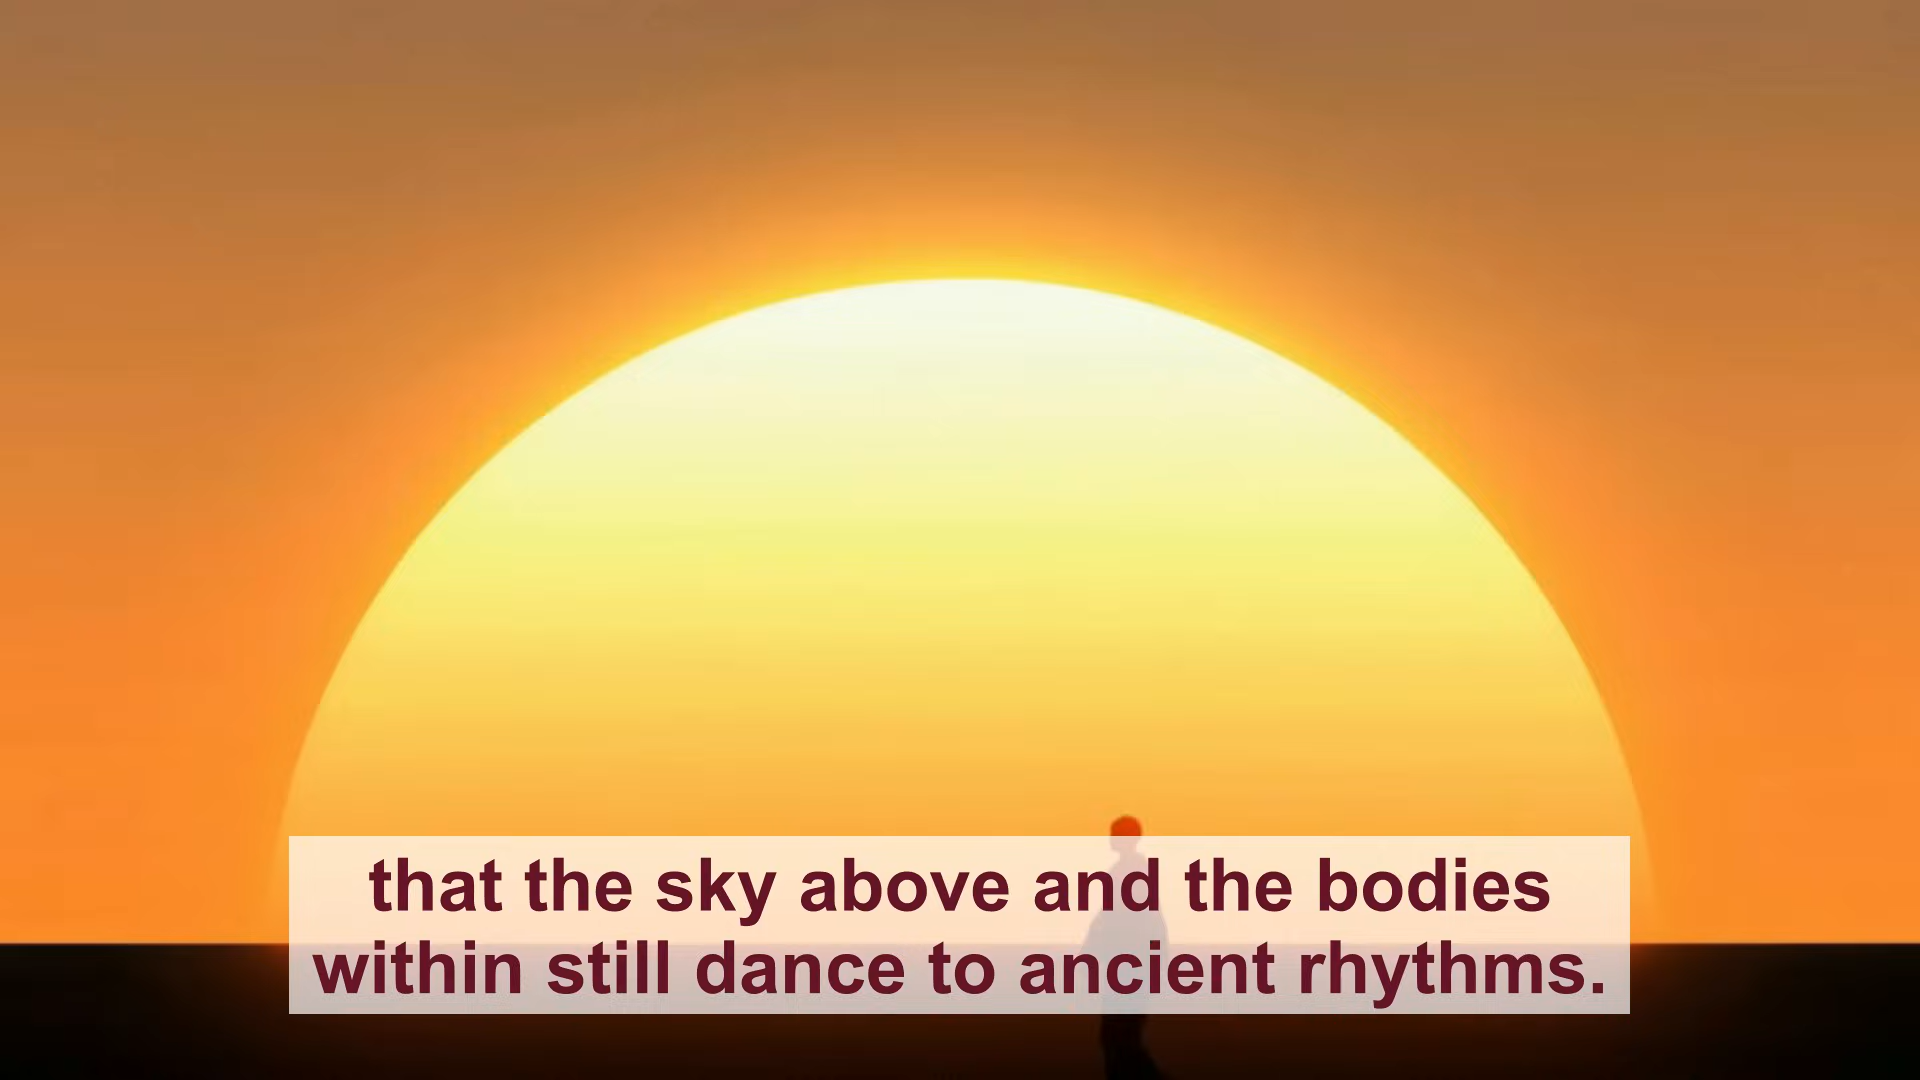 that the sky above and the bodies
within still dance to ancient rhythms.